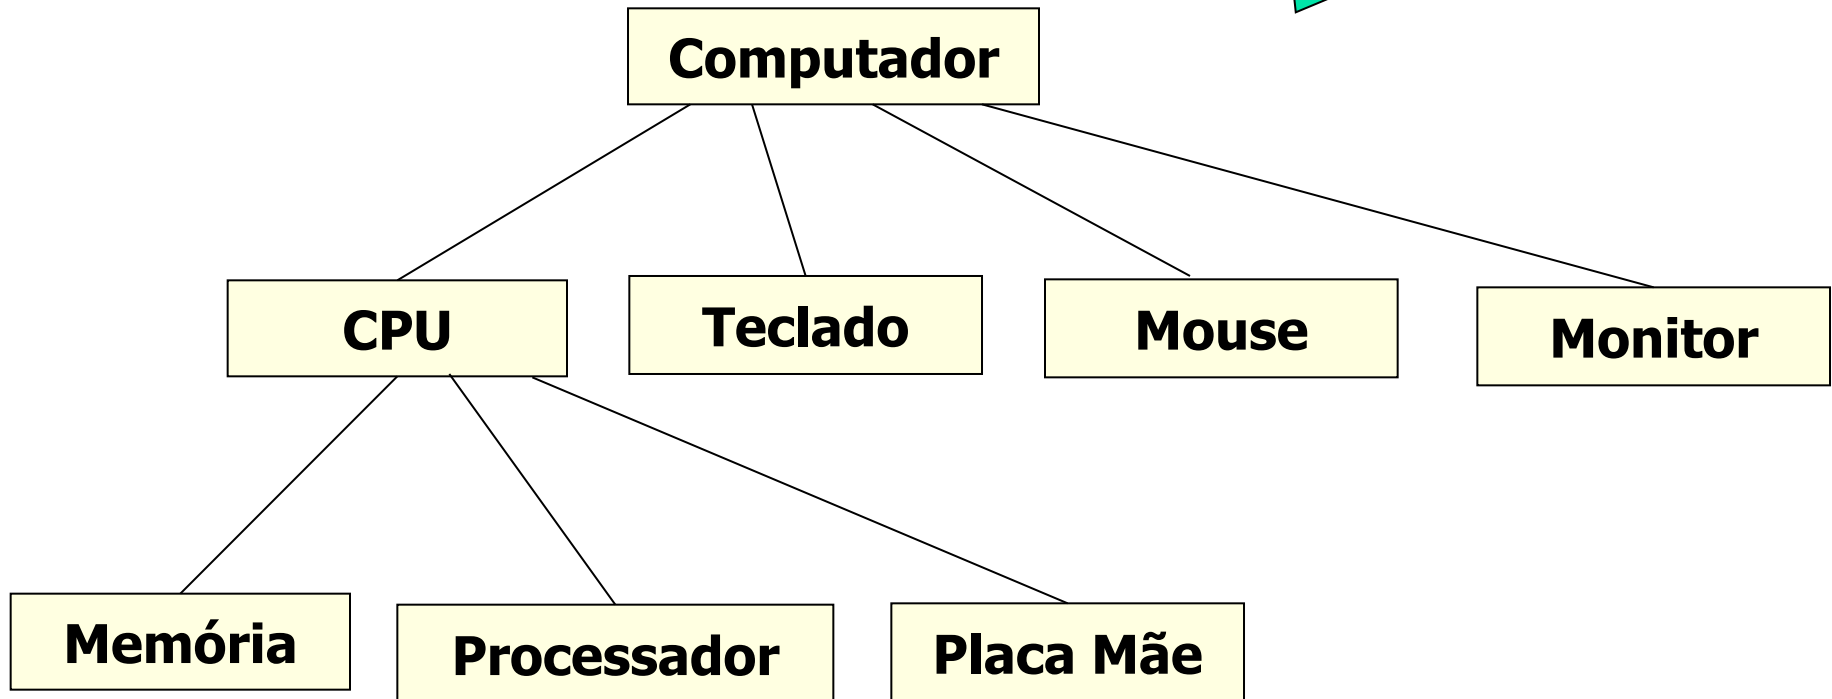 Computador
CPU
Teclado
Mouse
Monitor
Memória
Processador
Placa Mãe